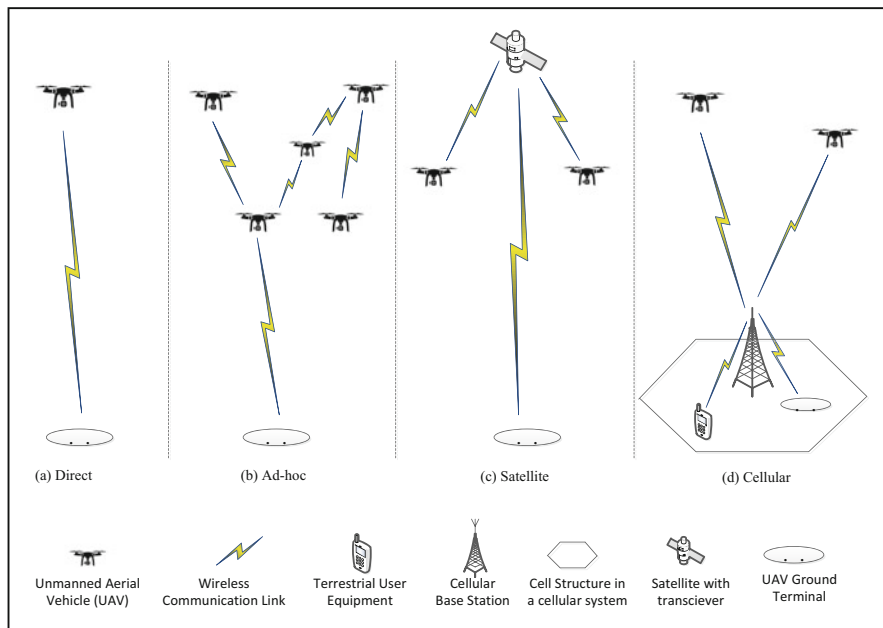 (a) Direct
(b) Ad-hoc
(c) Satellite
(d) Cellular
Unmanned Aerial
Vehicle (UAV)
Wireless
Communication Link
Terrestrial User
Equipment
Cellular
Base Station
Cell Structure in
a cellular system
Satellite with
transciever
UAV Ground
Terminal